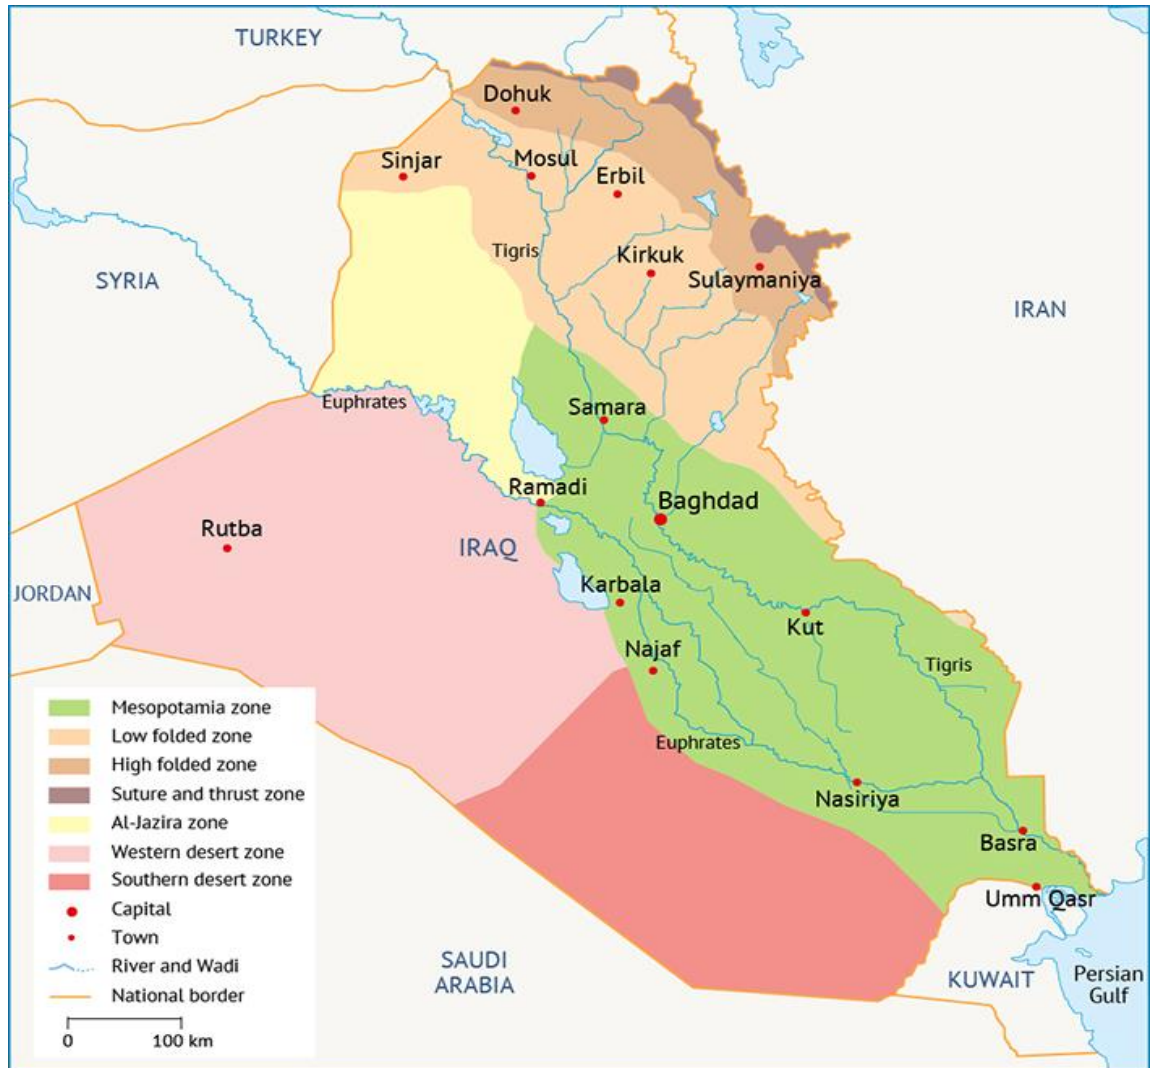 TURKEY
Dohuk
Sinjar
Mosul
Erbil
Tigris
Kirkuk
Sulaymaniya
SYRIA
IRAN
Euphrates
Samara
Ramadi
Baghdad
Rutba
IRAQ
JORDAN
Karbala
Kut
Najaf
Tigris
Euphrates
Nasiriya
Basra
Umm Qasr
SAUDI
ARABIA
KUWAIT
Persian
Gulf
Mesopotamia zone
Low folded zone
High folded zone
Suture and thrust zone
Al-Jazira zone
Western desert zone
Southern desert zone
Capital
Town
River and Wadi
National border
0 100 km